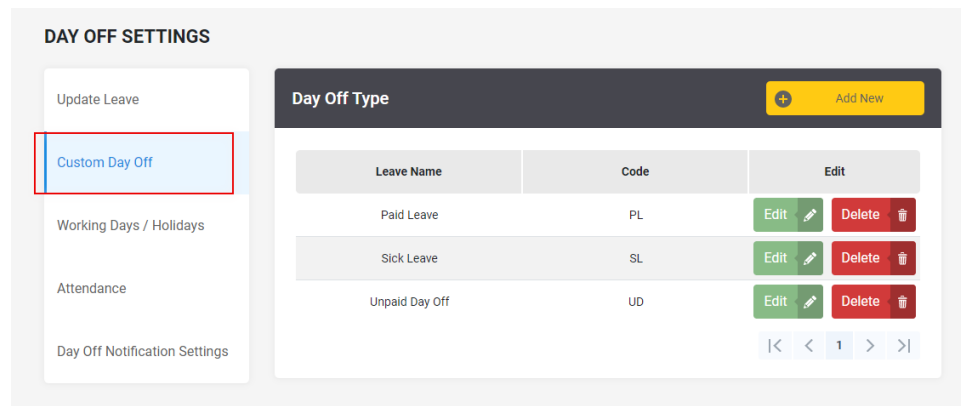 DAY OFF SETTINGS
Update Leave
Custom Day Off
Working Days / Holidays
Attendance
Day Off Notification Settings
Day Off Type
Add New
Leave Name Code Edit
Paid Leave PL Edit Delete
Sick Leave SL Edit Delete
Unpaid Day Off UD Edit Delete
1